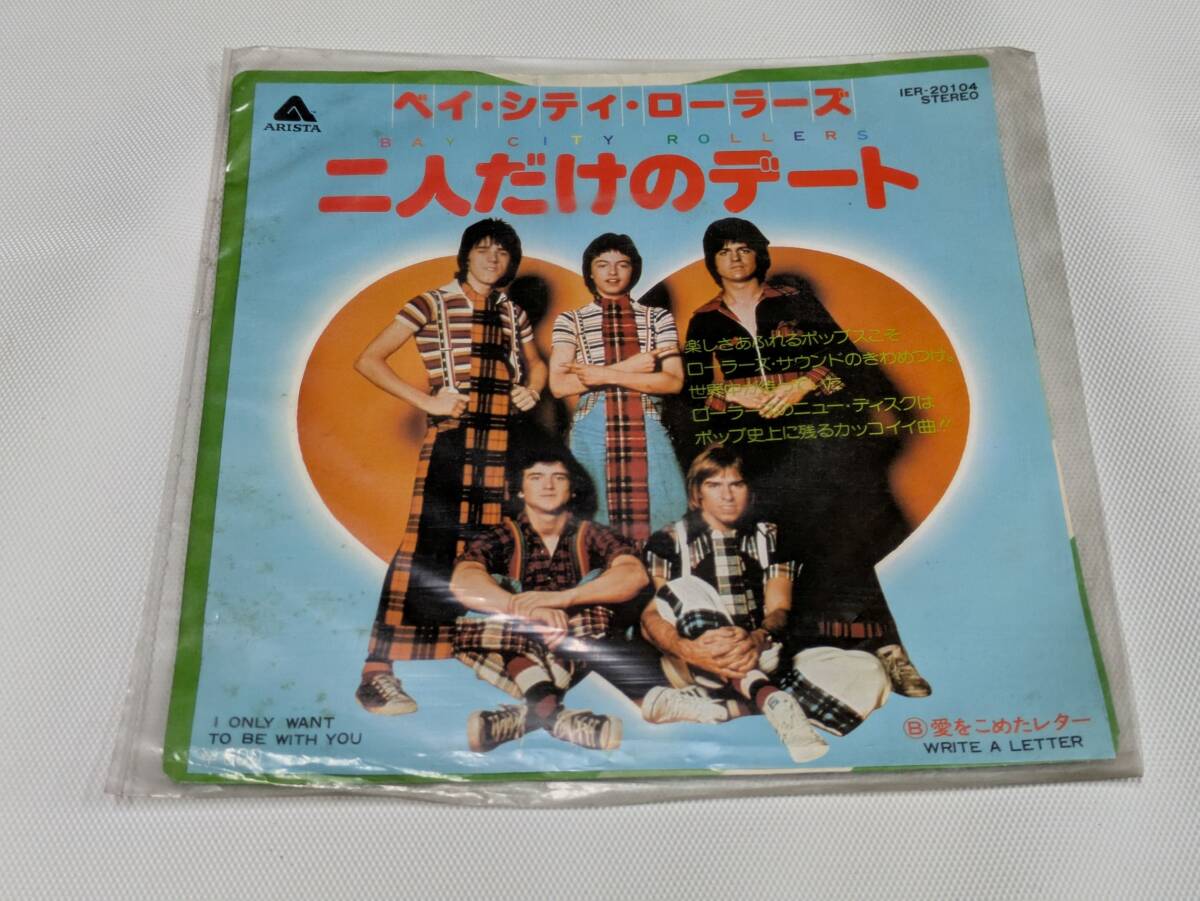 ARISTA
ベイ・シティ・ローラーズ
IER-20104
STEREO
BAY CITY ROLLERS
二人だけのデート
楽しさあふれるポップスこそ
ローラーズ・サウンドのきわめつけ。
世界中が
ローラーズのニュー・ディスクは
ポップ史上に残るカッコイイ曲!!
I ONLY WANT
TO BE WITH YOU
Ⓑ愛をこめたレター
WRITE A LETTER